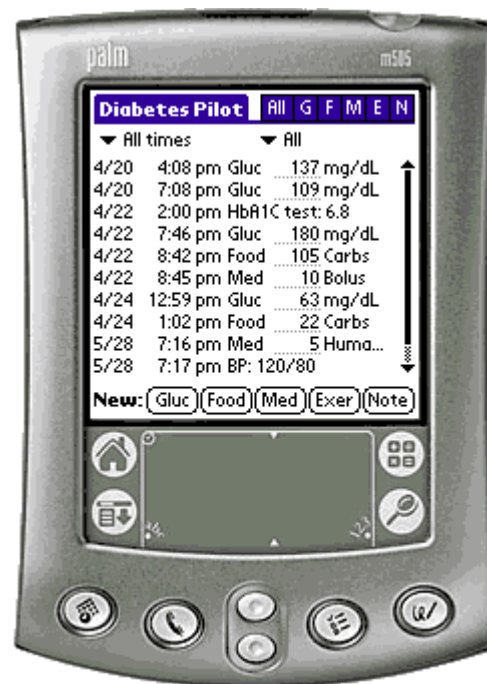 palm m505
Diabetes Pilot All G F M E N
All times All
4/20 4:08 pm Gluc 137 mg/dL
4/20 7:08 pm Gluc 109 mg/dL
4/22 2:00 pm HbA1C test: 6.8
4/22 7:46 pm Gluc 180 mg/dL
4/22 8:42 pm Food 105 Carbs
4/22 8:45 pm Med 10 Bolus
4/24 12:59 pm Gluc 63 mg/dL
4/24 1:02 pm Food 22 Carbs
5/28 7:16 pm Med 5 Huma...
5/28 7:17 pm BP: 120/80
New: Gluc Food Med Exer Note
abc 123